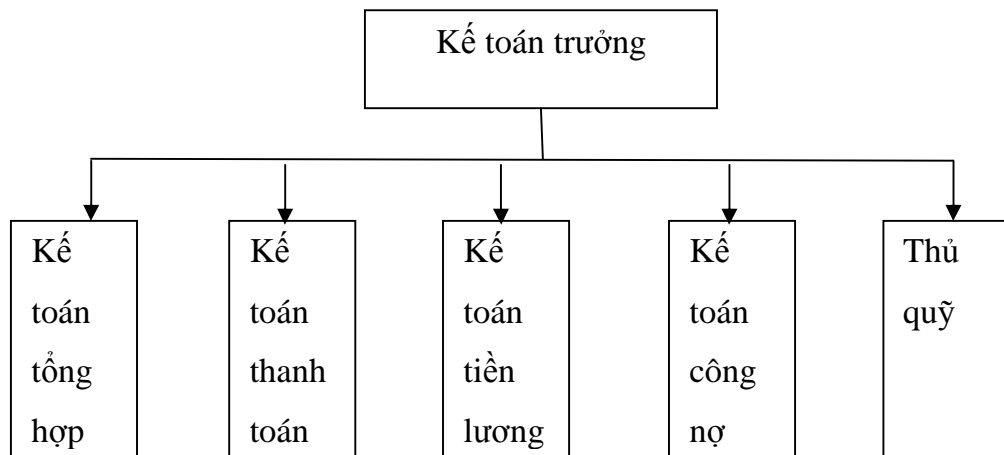 Kế toán trưởng
Kế
toán
tổng
hợp
Kế
toán
thanh
toán
Kế
toán
tiền
lương
Kế
toán
công
nợ
Thủ
quỹ